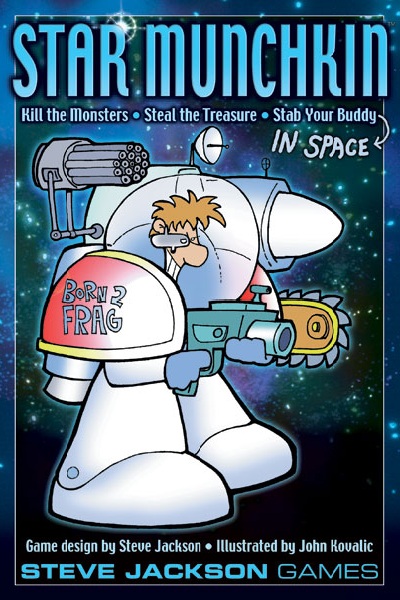 STAR MUNCHKIN
Kill the Monsters • Steal the Treasure • Stab Your Buddy
IN SPACE
BORN 2
FRAG
Game design by Steve Jackson • Illustrated by John Kovalic
STEVE JACKSON GAMES